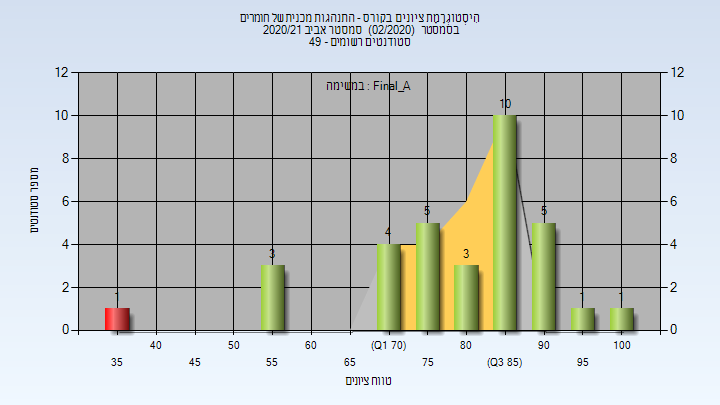 הִיסְטוֹגְרָמַת ציונים בקורס - התנהגות מכנית של חומרים
בסמסטר (02/2020) סמסטר אביב 2020/21
סטודנטים רשומים - 49
במשימה : Final_A
12 12
10 10
8 8
6 6
4 4
2 2
0 0
1 3 4 5 3 10 5 1 1
40 50 60 (Q1 70) 80 90 100
35 45 55 65 75 (Q3 85) 95
טווח ציונים
מספר סטודנטים